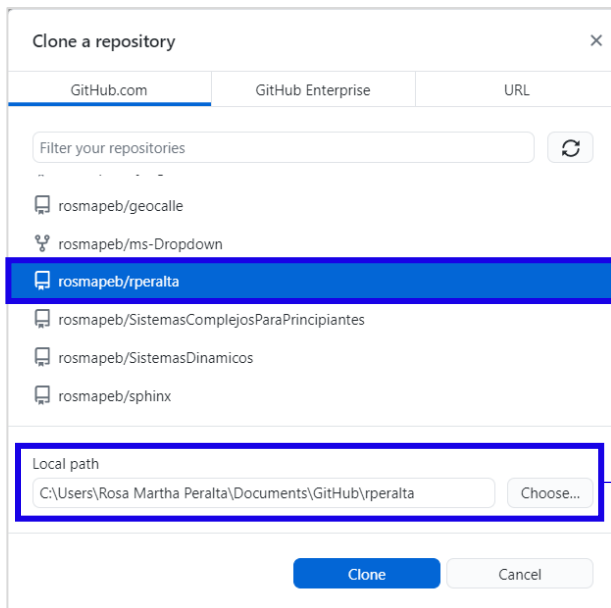 Clone a repository
GitHub.com GitHub Enterprise URL
Filter your repositories
rosmapeb/geocalle
rosmapeb/ms-Dropdown
rosmapeb/rperalta
rosmapeb/SistemasComplejosParaPrincipiantes
rosmapeb/SistemasDinamicos
rosmapeb/sphinx
Local path
C:\Users\Rosa Martha Peralta\Documents\GitHub\rperalta Choose...
Clone Cancel